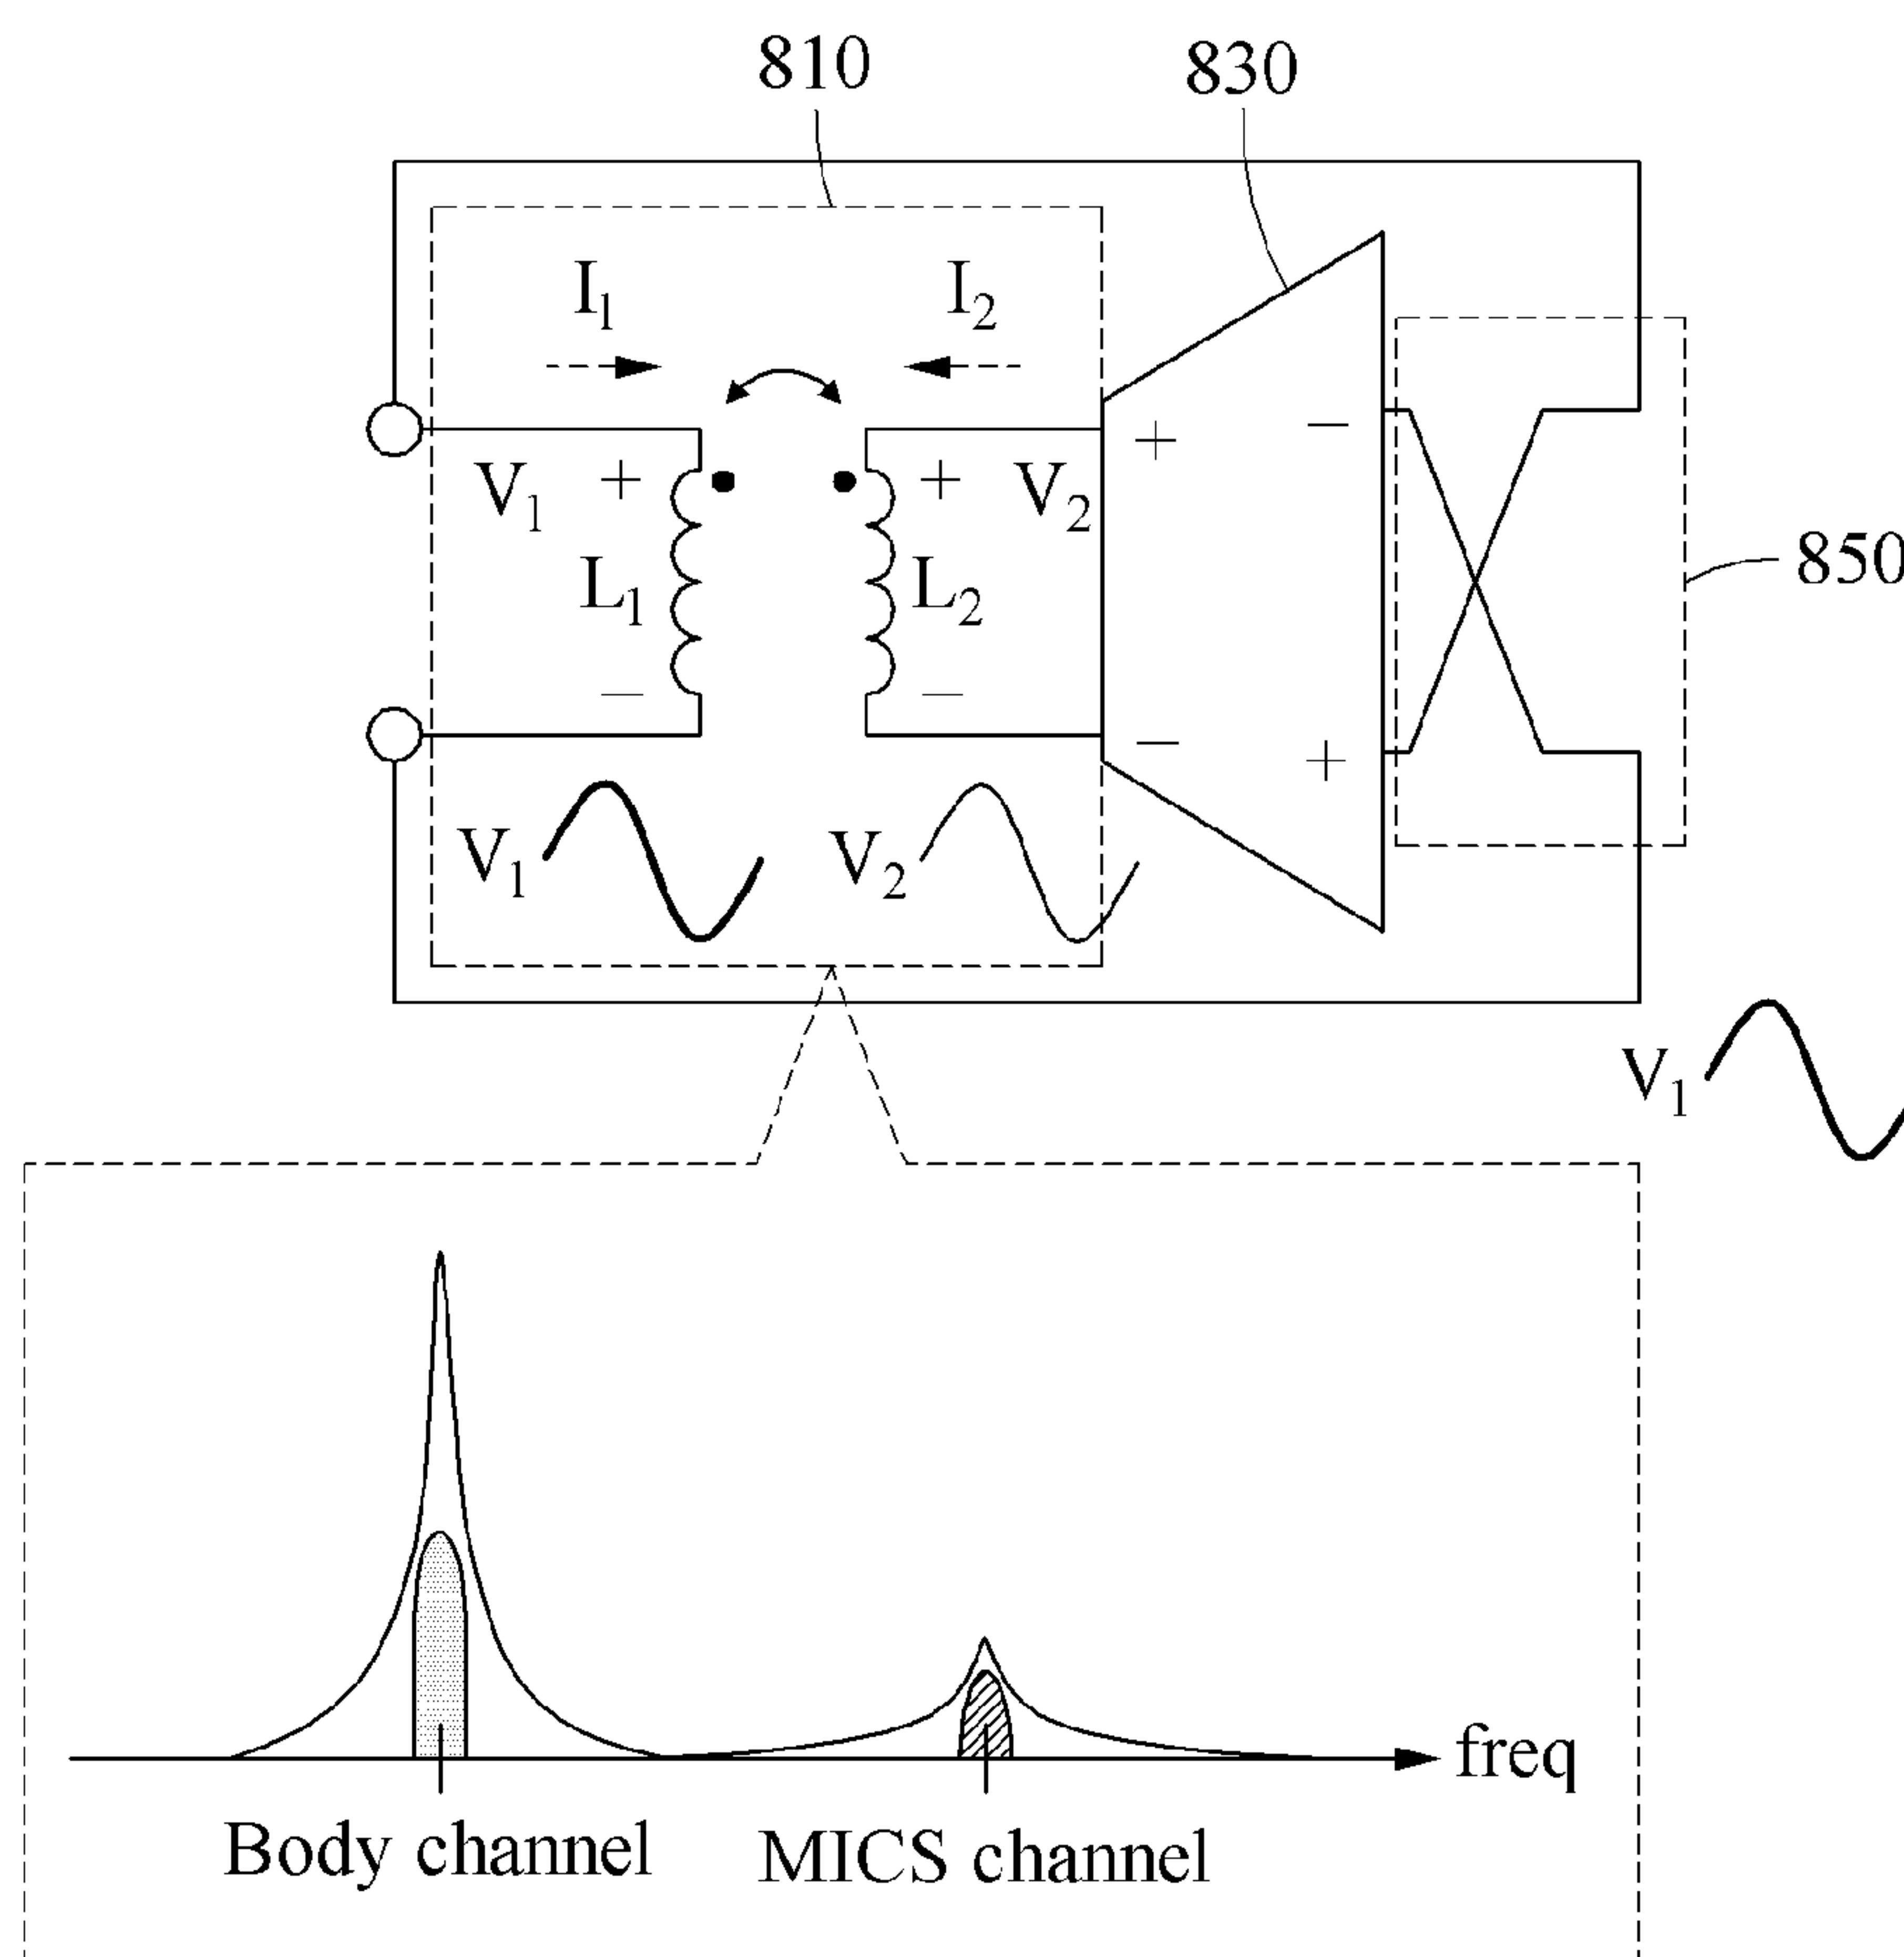 810
830
I1
I2
+
−
V1
+
+
V2
L1
L2
850
−
−
−
+
V1
V2
V1
freq
Body channel
MICS channel